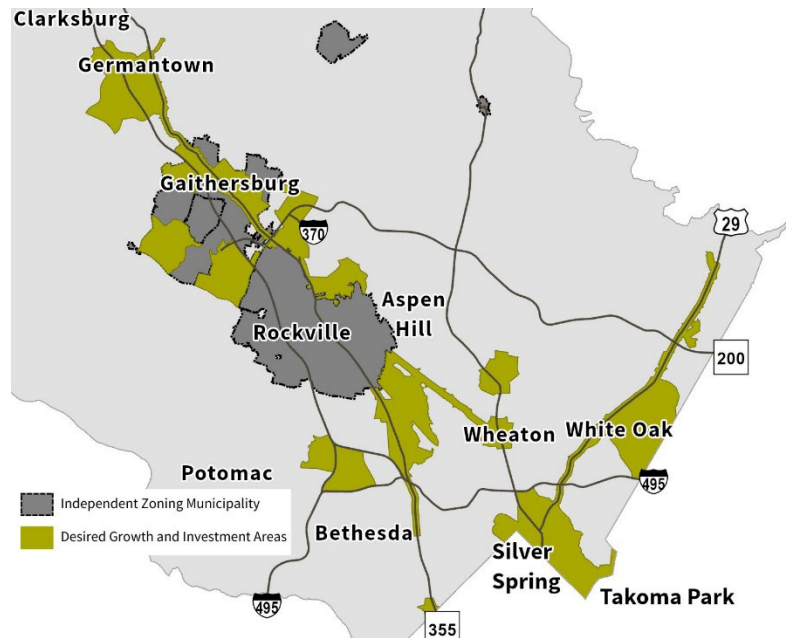 Clarksburg
Germantown
Gaithersburg
370
29
Aspen
Hill
Rockville
200
Wheaton
White Oak
Potomac
495
Independent Zoning Municipality
Desired Growth and Investment Areas
Bethesda
Silver
Spring
Takoma Park
495
355